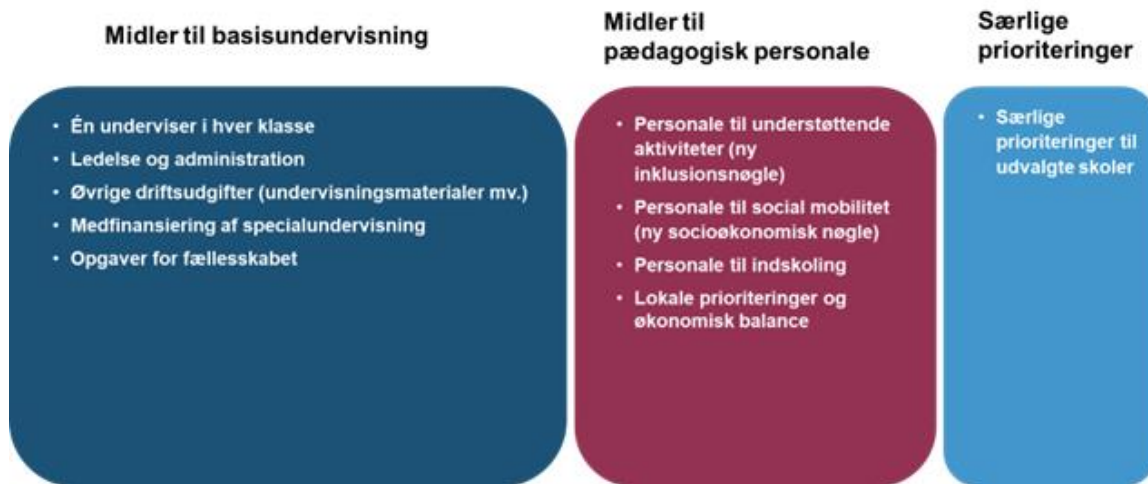 Midler til basisundervisning
• Én underviser i hver klasse
• Ledelse og administration
• Øvrige driftsudgifter (undervisningsmaterialer mv.)
• Medfinansiering af specialundervisning
• Opgaver for fællesskabet
Midler til
pædagogisk personale
• Personale til understøttende
aktiviteter (ny
inklusionsnøgle)
• Personale til social mobilitet
(ny socioøkonomisk nøgle)
• Personale til indskoling
• Lokale prioriteringer og
økonomisk balance
Særlige
prioriteringer
• Særlige
prioriteringer til
udvalgte skoler